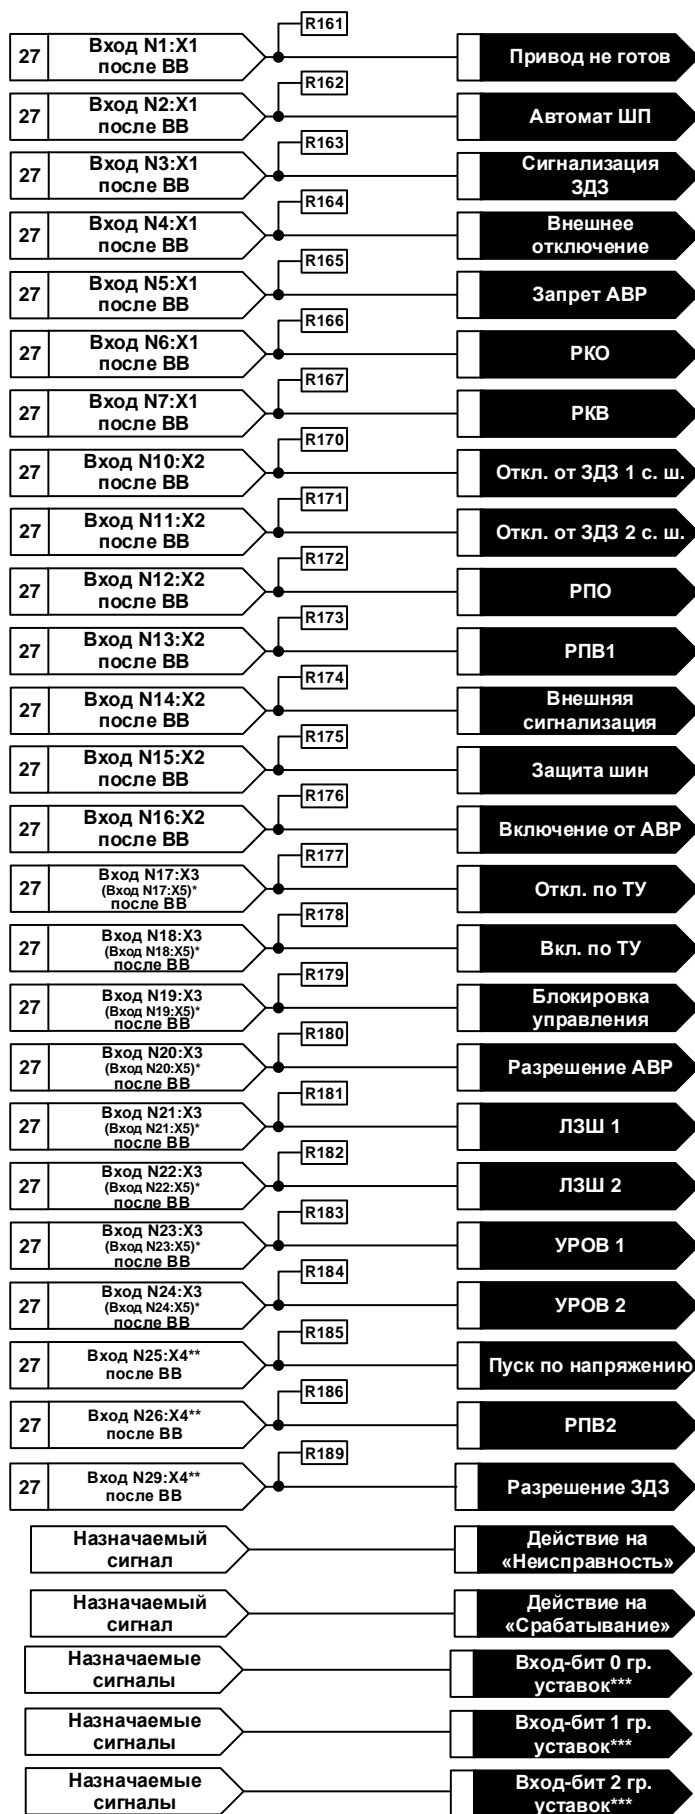 R161
27
Вход N1:X1
после ВВ
Привод не готов
R162
27
Вход N2:X1
после ВВ
Автомат ШП
R163
27
Вход N3:X1
после ВВ
Сигнализация
ЗДЗ
R164
27
Вход N4:X1
после ВВ
Внешнее
отключение
R165
27
Вход N5:X1
после ВВ
Запрет АВР
R166
27
Вход N6:X1
после ВВ
РКО
R167
27
Вход N7:X1
после ВВ
РКВ
R170
27
Вход N10:X2
после ВВ
Откл. от ЗДЗ 1 с. ш.
R171
27
Вход N11:X2
после ВВ
Откл. от ЗДЗ 2 с. ш.
R172
27
Вход N12:X2
после ВВ
РПО
R173
27
Вход N13:X2
после ВВ
РПВ1
R174
27
Вход N14:X2
после ВВ
Внешняя
сигнализация
R175
27
Вход N15:X2
после ВВ
Защита шин
R176
27
Вход N16:X2
после ВВ
Включение от АВР
R177
27
Вход N17:X3
(Вход N17:X5)*
после ВВ
Откл. по ТУ
R178
27
Вход N18:X3
(Вход N18:X5)*
после ВВ
Вкл. по ТУ
R179
27
Вход N19:X3
(Вход N19:X5)*
после ВВ
Блокировка
управления
R180
27
Вход N20:X3
(Вход N20:X5)*
после ВВ
Разрешение АВР
R181
27
Вход N21:X3
(Вход N21:X5)*
после ВВ
ЛЗШ 1
R182
27
Вход N22:X3
(Вход N22:X5)*
после ВВ
ЛЗШ 2
R183
27
Вход N23:X3
(Вход N23:X5)*
после ВВ
УРОВ 1
R184
27
Вход N24:X3
(Вход N24:X5)*
после ВВ
УРОВ 2
R185
27
Вход N25:X4**
после ВВ
Пуск по напряжению
R186
27
Вход N26:X4**
после ВВ
РПВ2
R189
27
Вход N29:X4**
после ВВ
Разрешение ЗДЗ
Назначаемый
сигнал
Действие на
«Неисправность»
Назначаемый
сигнал
Действие на
«Срабатывание»
Назначаемые
сигналы
Вход-бит 0 гр.
уставок***
Назначаемые
сигналы
Вход-бит 1 гр.
уставок***
Назначаемые
сигналы
Вход-бит 2 гр.
уставок***